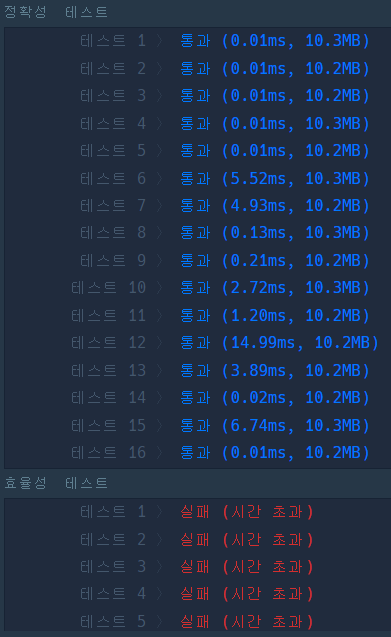 정확성  테스트
테스트 1 〉 통과 (0.01ms, 10.3MB)
테스트 2 〉 통과 (0.01ms, 10.2MB)
테스트 3 〉 통과 (0.01ms, 10.2MB)
테스트 4 〉 통과 (0.01ms, 10.3MB)
테스트 5 〉 통과 (0.01ms, 10.2MB)
테스트 6 〉 통과 (5.52ms, 10.3MB)
테스트 7 〉 통과 (4.93ms, 10.2MB)
테스트 8 〉 통과 (0.13ms, 10.3MB)
테스트 9 〉 통과 (0.21ms, 10.2MB)
테스트 10 〉 통과 (2.72ms, 10.3MB)
테스트 11 〉 통과 (1.20ms, 10.2MB)
테스트 12 〉 통과 (14.99ms, 10.2MB)
테스트 13 〉 통과 (3.89ms, 10.2MB)
테스트 14 〉 통과 (0.02ms, 10.2MB)
테스트 15 〉 통과 (6.74ms, 10.3MB)
테스트 16 〉 통과 (0.01ms, 10.2MB)
효율성  테스트
테스트 1 〉 실패 (시간 초과)
테스트 2 〉 실패 (시간 초과)
테스트 3 〉 실패 (시간 초과)
테스트 4 〉 실패 (시간 초과)
테스트 5 〉 실패 (시간 초과)